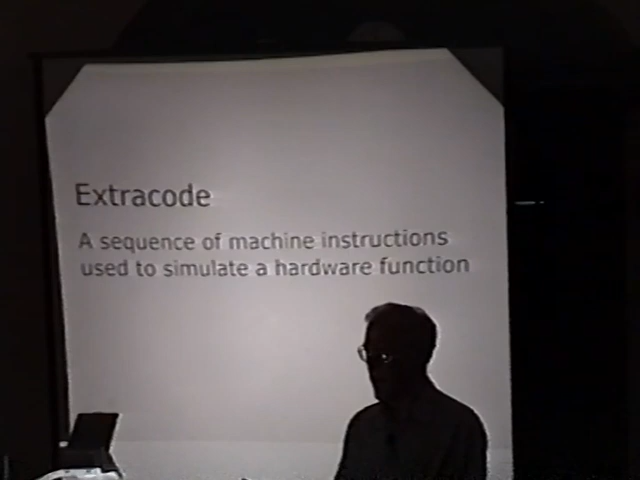 Extracode
A sequence of machine instructions
used to simulate a hardware function